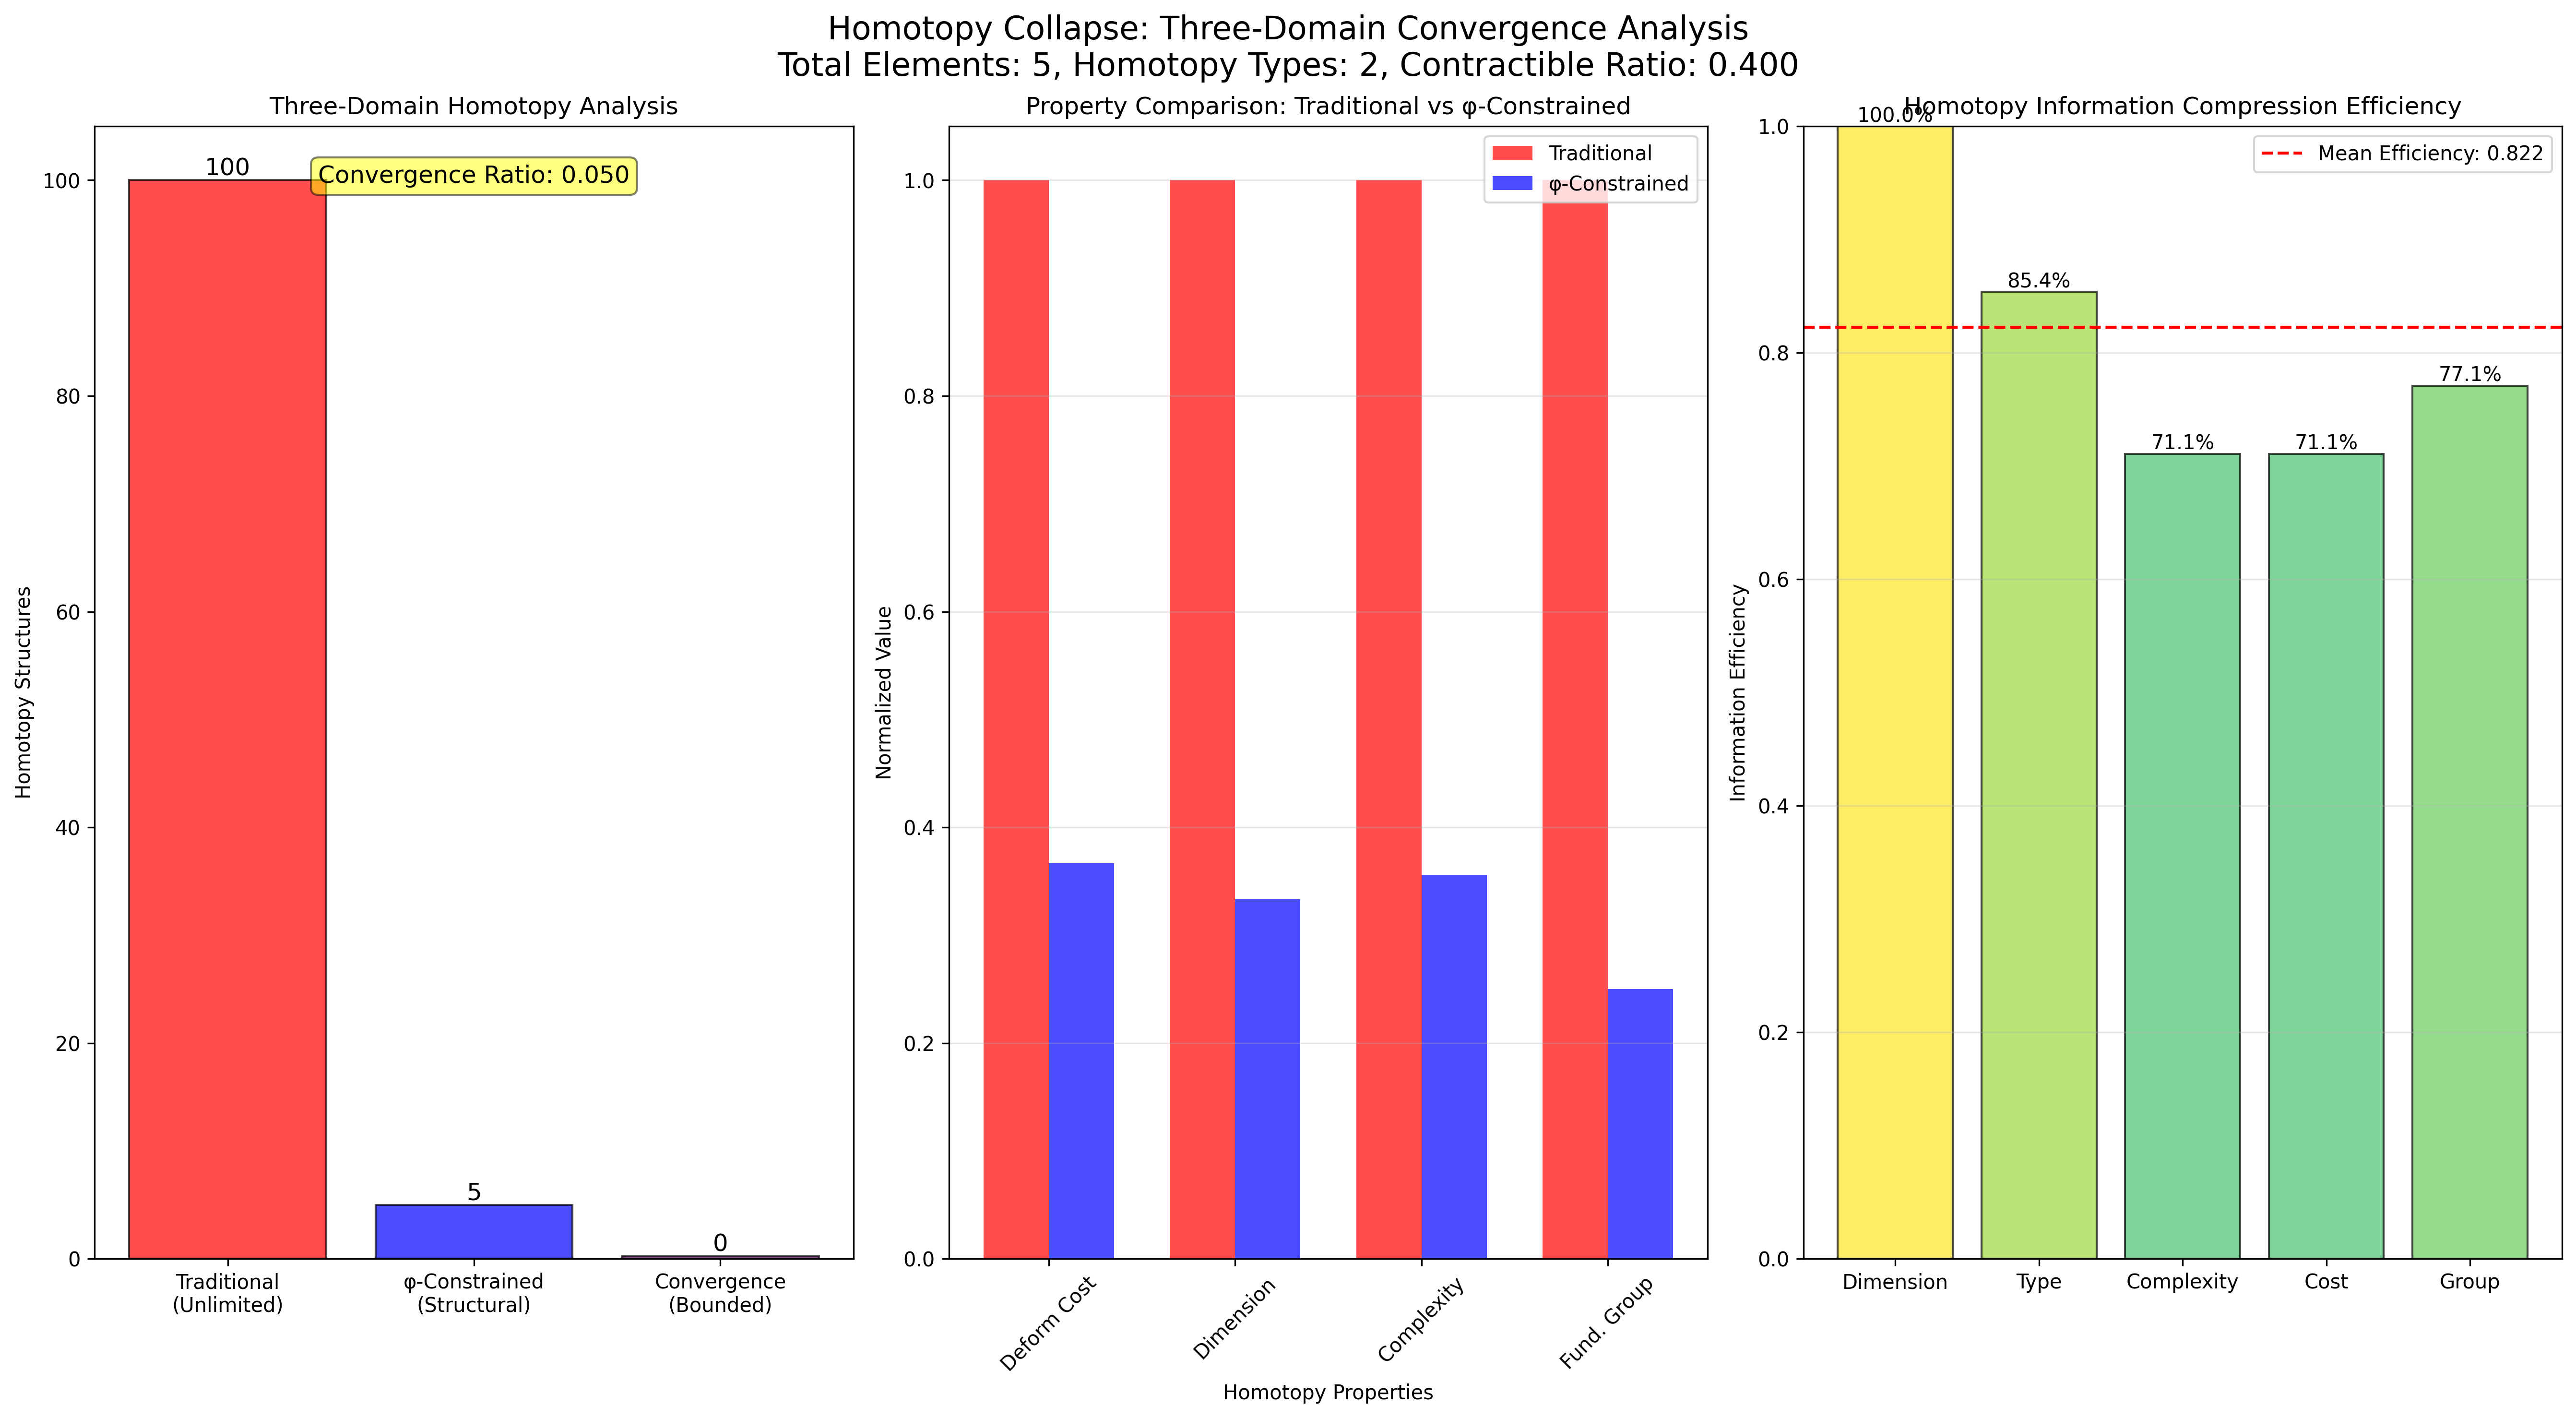 Homotopy Collapse: Three-Domain Convergence Analysis
Total Elements: 5, Homotopy Types: 2, Contractible Ratio: 0.400
Three-Domain Homotopy Analysis
Homotopy Structures
100
80
60
40
20
0
100
5
0
Convergence Ratio: 0.050
Traditional
(Unlimited)
φ-Constrained
(Structural)
Convergence
(Bounded)
Property Comparison: Traditional vs φ-Constrained
Normalized Value
1.0
0.8
0.6
0.4
0.2
0.0
Traditional
φ-Constrained
Deform Cost
Dimension
Complexity
Fund. Group
Homotopy Properties
Homotopy Information Compression Efficiency
Information Efficiency
1.0
0.8
0.6
0.4
0.2
0.0
Mean Efficiency: 0.822
100.0%
85.4%
71.1%
71.1%
77.1%
Dimension
Type
Complexity
Cost
Group